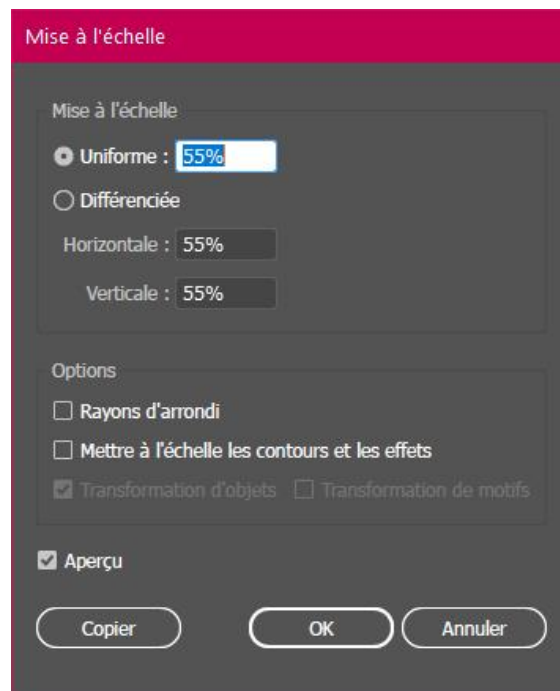 Mise à l'échelle
Mise à l'échelle
Uniforme : 55%
Différenciée
Horizontale : 55%
Verticale : 55%
Options
Rayons d'arrondi
Mettre à l'échelle les contours et les effets
Transformation d'objets Transformation de motifs
Aperçu
Copier OK Annuler